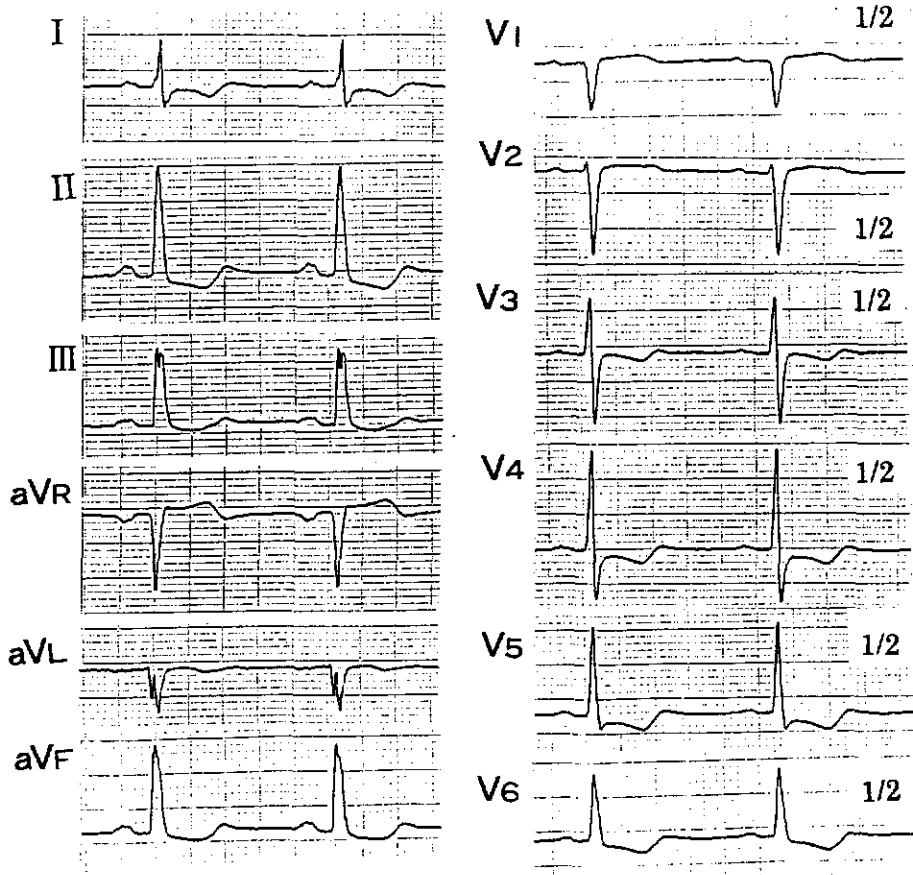 I
II
III
aVR
aVL
aVF
V1 1/2
V2 1/2
V3 1/2
V4 1/2
V5 1/2
V6 1/2